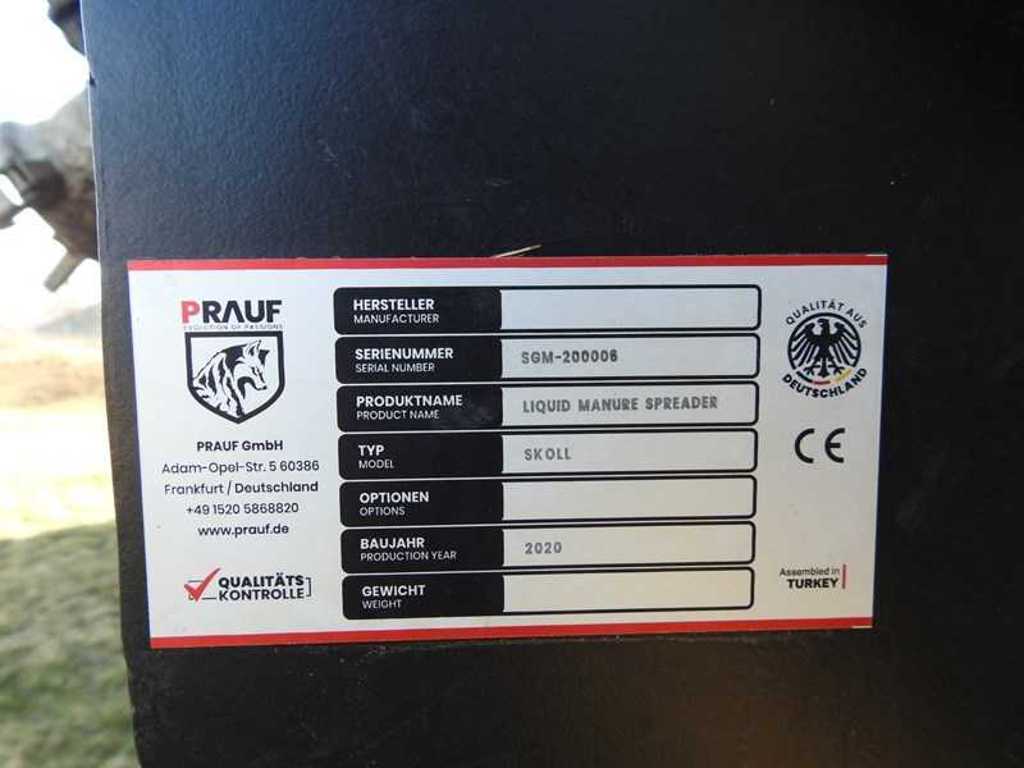 PRAUF
EVOLUTION OF PASSIONS
PRAUF GmbH
Adam-Opel-Str. 5 60386
Frankfurt / Deutschland
+49 1520 5868820
www.prauf.de
QUALITÄTS
KONTROLLE
HERSTELLER
MANUFACTURER
SERIENUMMER
SERIAL NUMBER
SGM-200006
PRODUKTNAME
PRODUCT NAME
LIQUID MANURE SPREADER
TYP
MODEL
SKOLL
OPTIONEN
OPTIONS
BAUJAHR
PRODUCTION YEAR
2020
GEWICHT
WEIGHT
QUALITÄT AUS
DEUTSCHLAND
CE
Assembled in
TURKEY